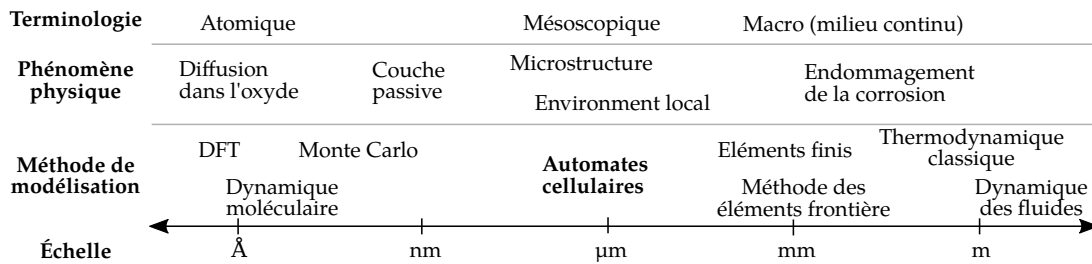 Terminologie Atomique Mésoscopique Macro (milieu continu)
Phénomène physique
Diffusion dans l'oxyde
Couche passive
Microstructure
Environment local
Endommagement de la corrosion
Méthode de modélisation
DFT
Monte Carlo
Dynamique moléculaire
Automates cellulaires
Eléments finis
Méthode des éléments frontière
Thermodynamique classique
Dynamique des fluides
Échelle Å nm µm mm m